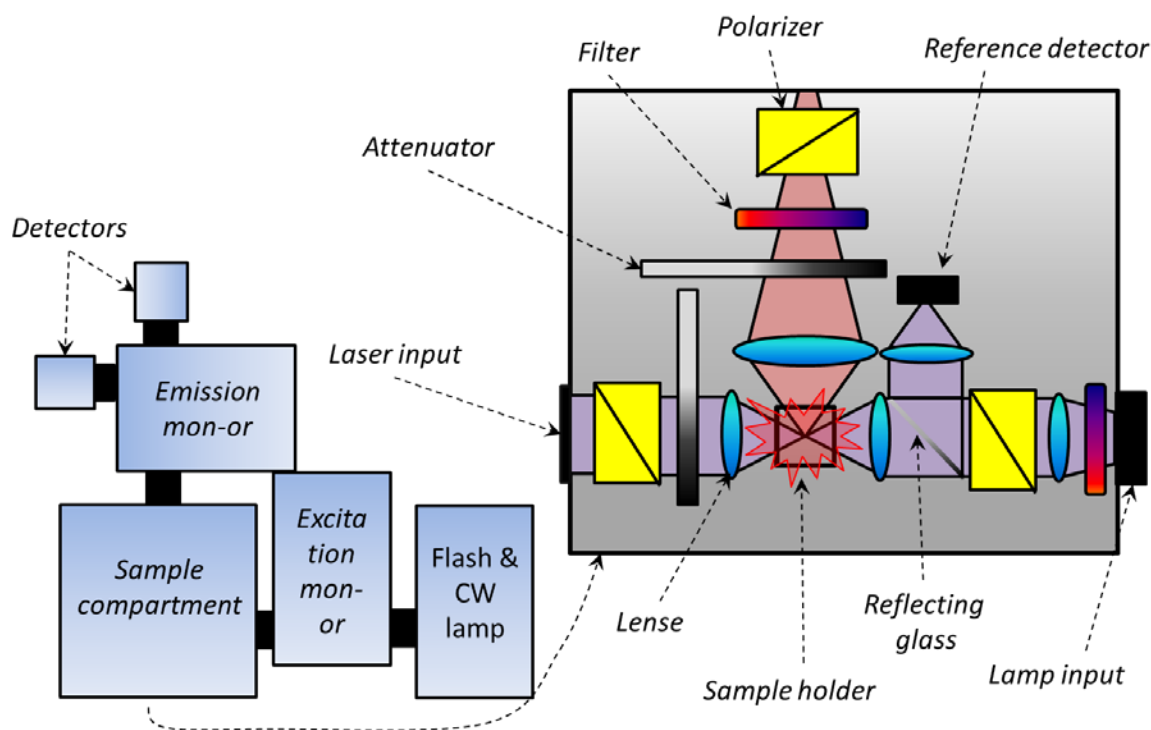 Polarizer
Reference detector
Filter
Attenuator
Detectors
Laser input
Emission
mon-or
Sample
compartment
Excita
tion
mon-
or
Flash &
CW
lamp
Lense
Sample holder
Reflecting
glass
Lamp input